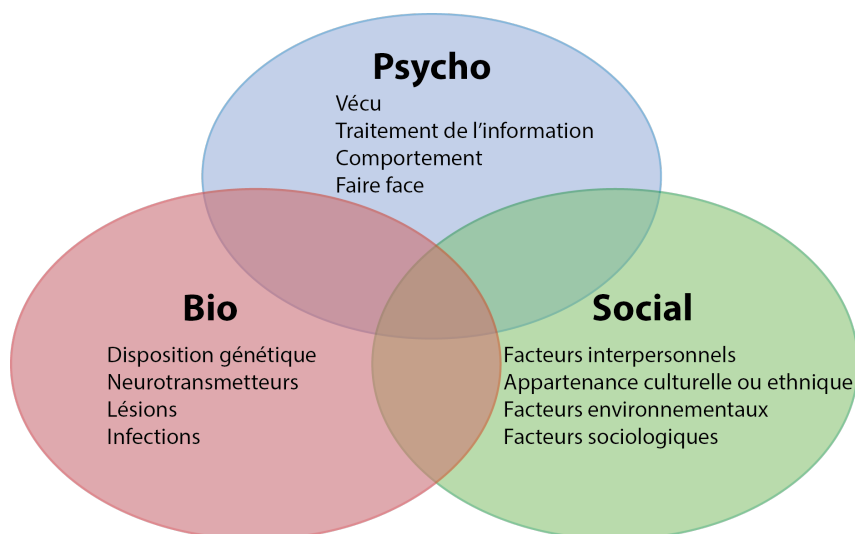 Psycho
Vécu
Traitement de l’information
Comportement
Faire face
Bio
Disposition génétique
Neurotransmetteurs
Lésions
Infections
Social
Facteurs interpersonnels
Appartenance culturelle ou ethnique
Facteurs environnementaux
Facteurs sociologiques